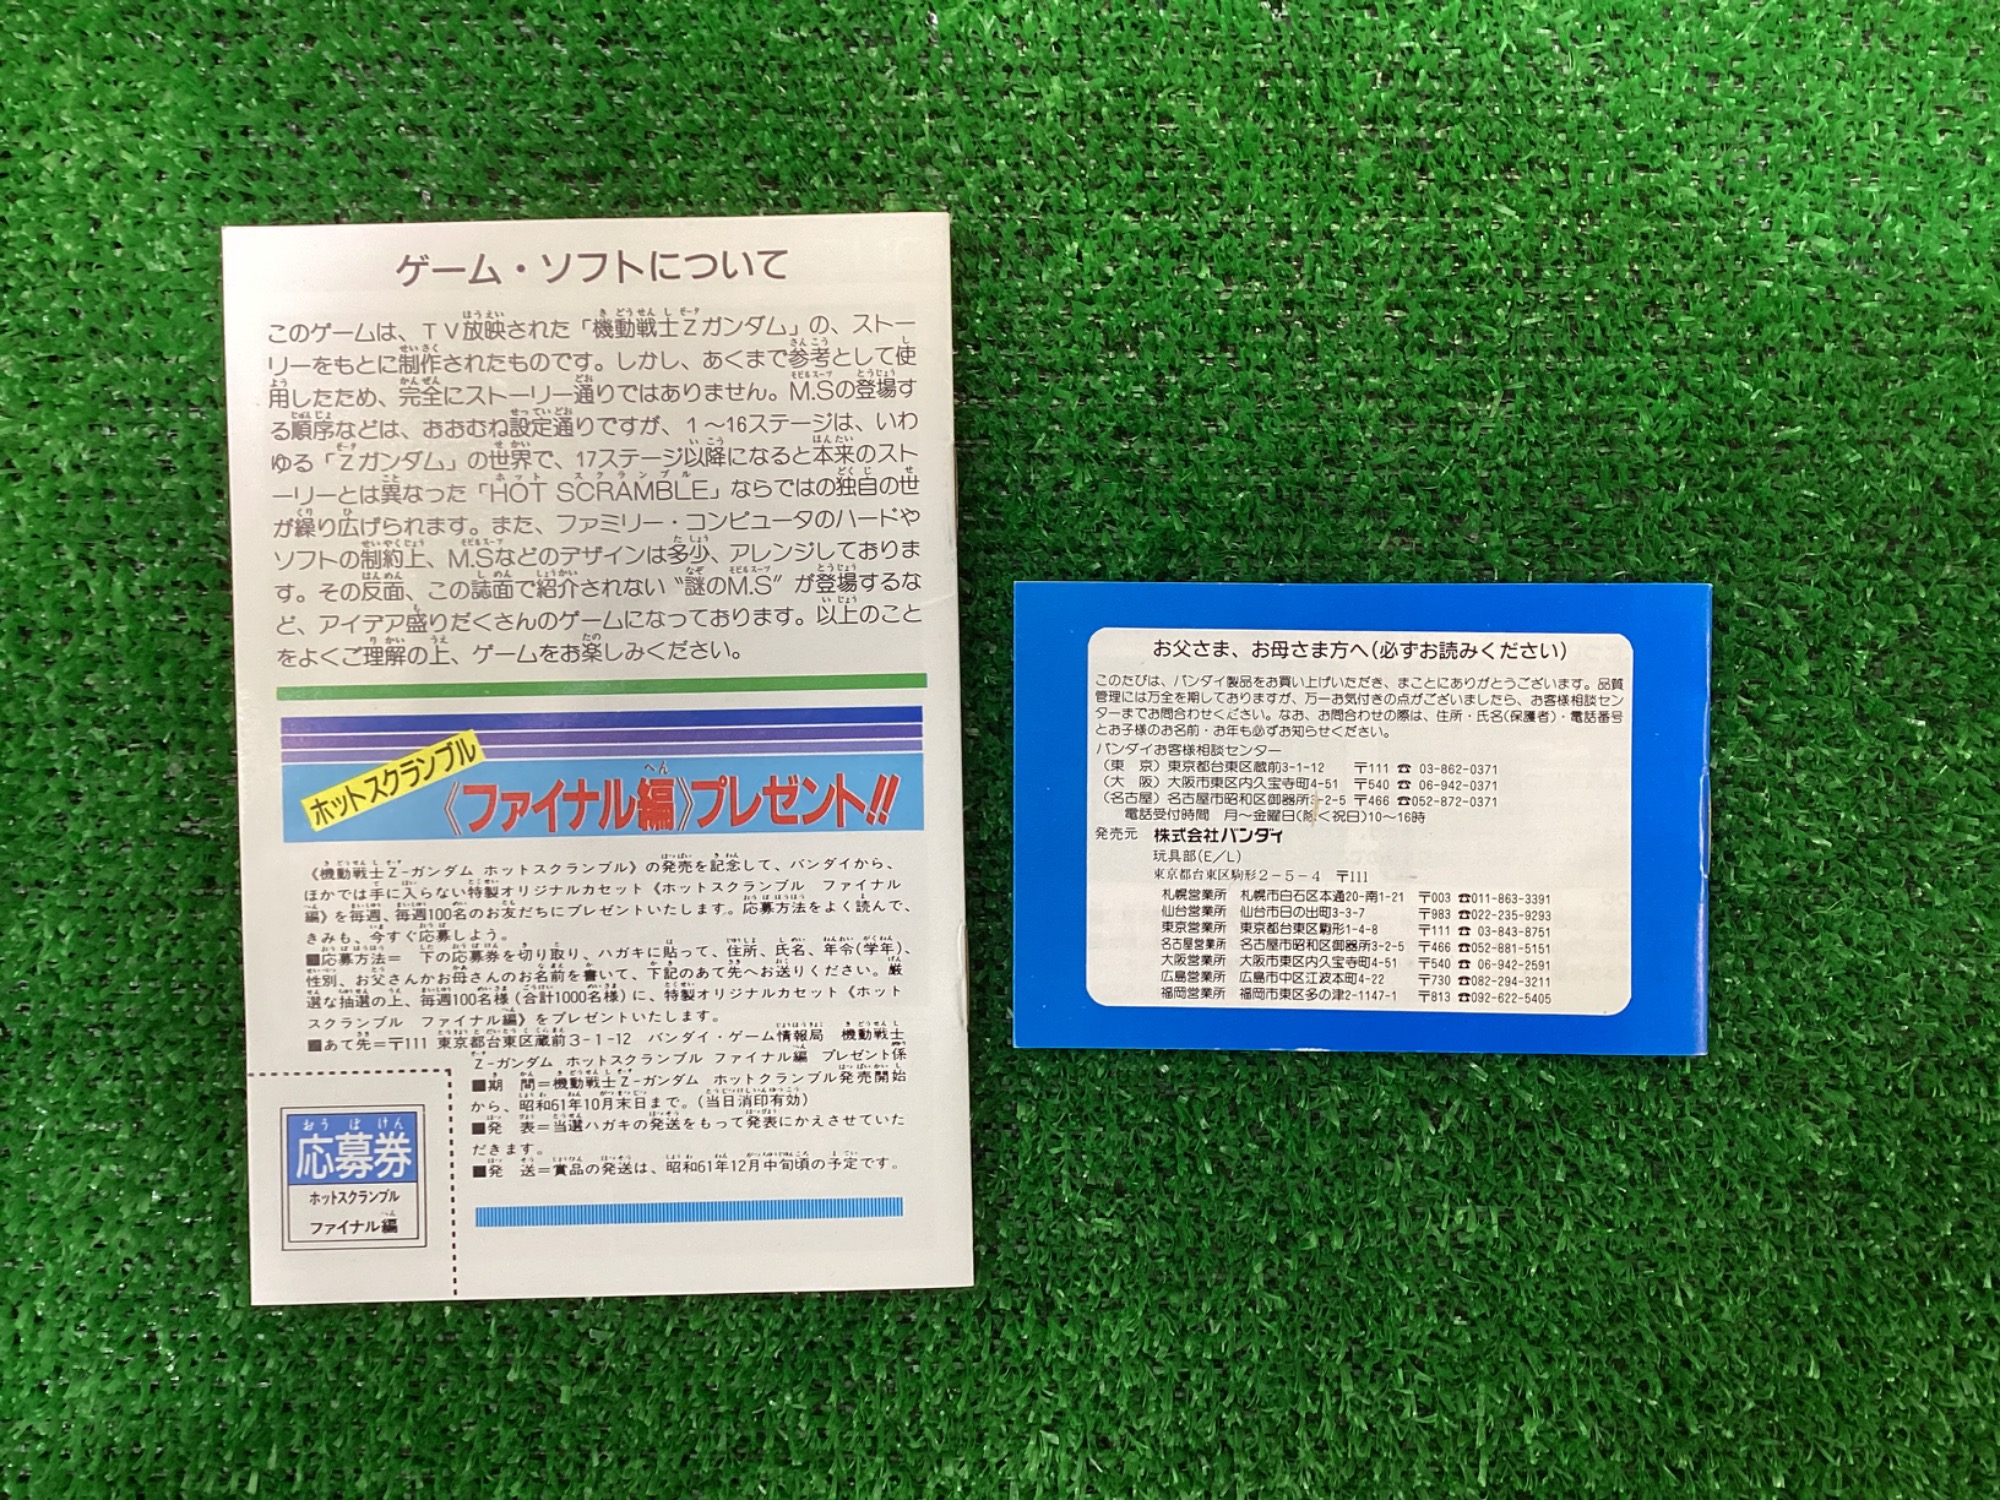 ゲーム・ソフトについて
このゲームは、TV放映された「機動戦士Zガンダム」の、ストー
リーをもとに制作されたものです。しかし、あくまで参考として使
用したため、完全にストーリー通りではありません。M.Sの登場す
る順序などは、おおむね設定通りですが、1〜16ステージは、いわ
ゆる「Zガンダム」の世界で、17ステージ以降になると本来のスト
ーリーとは異なった「HOT SCRAMBLE」ならではの独自の世
が繰り広げられます。また、ファミリー・コンピュータのハードや
ソフトの制約上、M.Sなどのデザインは多少、アレンジしておりま
す。その反面、この誌面で紹介されない〝謎のM.S〞が登場するな
ど、アイデア盛りだくさんのゲームになっております。以上のこと
をよくご理解の上、ゲームをお楽しみください。
ホットスクランブル
《ファイナル編》プレゼント!!
《機動戦士Z-ガンダム ホットスクランブル》の発売を記念して、バンダイから、
ほかでは手に入らない特製オリジナルカセット《ホットスクランブル ファイナル
編》を毎週、毎週100名のお友だちにプレゼントいたします。応募方法をよく読んで、
きみも、今すぐ応募しよう。
■応募方法= 下の応募券を切り取り、ハガキに貼って、住所、氏名、年令(学年)、
性別、お父さんかお母さんのお名前を書いて、下記のあて先へお送りください。厳
選な抽選の上、毎週100名様(合計1000名様)に、特製オリジナルカセット《ホット
スクランブル ファイナル編》をプレゼントいたします。
■あて先=〒111 東京都台東区蔵前3-1-12 バンダイ・ゲーム情報局 機動戦士
Z-ガンダム ホットスクランブル ファイナル編 プレゼント係
■期 間=機動戦士Z-ガンダム ホットクランブル発売開始
から、昭和61年10月末日まで。(当日消印有効)
■発 表=当選ハガキの発送をもって発表にかえさせていた
だきます。
■発 送=賞品の発送は、昭和61年12月中旬頃の予定です。
おうぼけん
応募券
ホットスクランブル
ファイナル編
お父さま、お母さま方へ(必ずお読みください)
このたびは、バンダイ製品をお買い上げいただき、まことにありがとうございます。品質
管理には万全を期しておりますが、万一お気付きの点がございましたら、お客様相談セン
ターまでお問合わせください。なお、お問合わせの際は、住所・氏名(保護者)・電話番号
とお子様のお名前・お年も必ずお知らせください。
バンダイお客様相談センター
(東 京)東京都台東区蔵前3-1-12 〒111 ☎ 03-862-0371
(大 阪)大阪市東区内久宝寺町4-51 〒540 ☎ 06-942-0371
(名古屋)名古屋市昭和区御器所3-2-5 〒466 ☎052-872-0371
電話受付時間 月〜金曜日(除く祝日)10〜16時
発売元 株式会社バンダイ
玩具部(E/L)
東京都台東区駒形2-5-4 〒111
札幌営業所 札幌市白石区本通20-南1-21 〒003 ☎011-863-3391
仙台営業所 仙台市日の出町3-3-7 〒983 ☎022-235-9293
東京営業所 東京都台東区駒形1-4-8 〒111 ☎ 03-843-8751
名古屋営業所 名古屋市昭和区御器所3-2-5 〒466 ☎052-881-5151
大阪営業所 大阪市東区内久宝寺町4-51 〒540 ☎ 06-942-2591
広島営業所 広島市中区江波本町4-22 〒730 ☎082-294-3211
福岡営業所 福岡市東区多の津2-1147-1 〒813 ☎092-622-5405